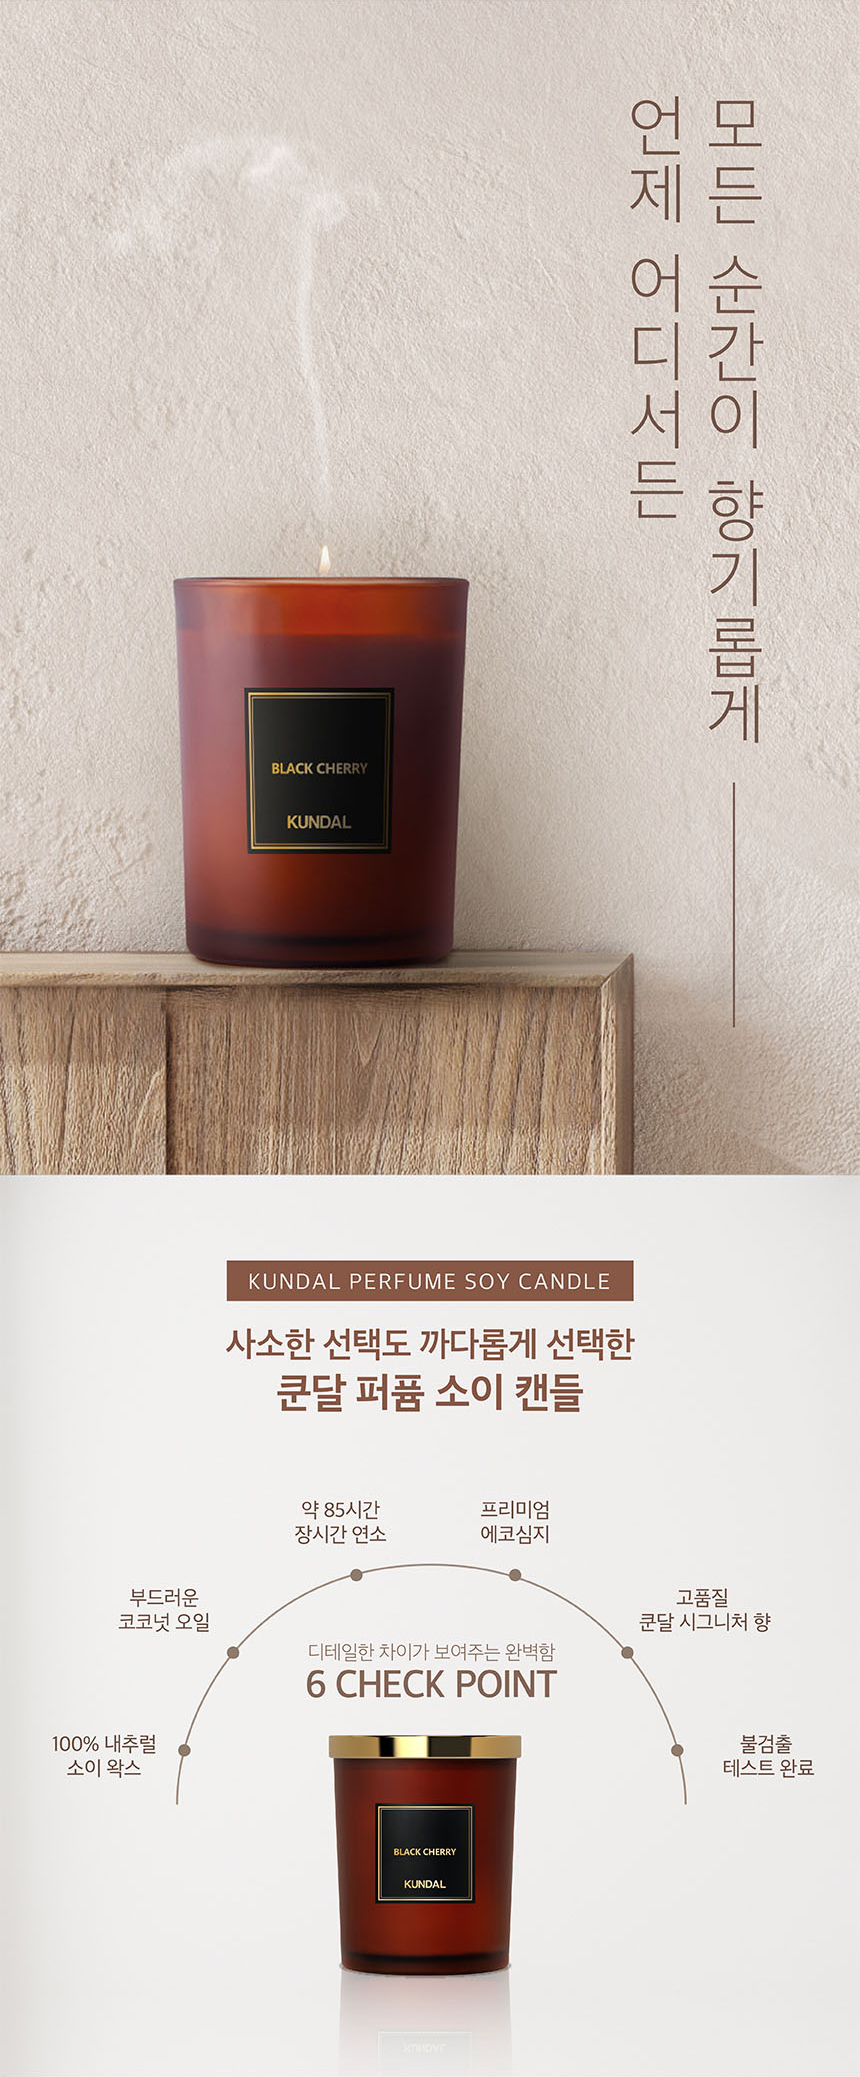 모든 순간이 향기롭게
언제 어디서든
BLACK CHERRY
KUNDAL
KUNDAL PERFUME SOY CANDLE
사소한 선택도 까다롭게 선택한
쿤달 퍼퓸 소이 캔들
약 85시간
장시간 연소
프리미엄
에코심지
부드러운
코코넛 오일
고품질
쿤달 시그니처 향
디테일한 차이가 보여주는 완벽함
6 CHECK POINT
100% 내추럴
소이 왁스
불검출
테스트 완료
BLACK CHERRY
KUNDAL